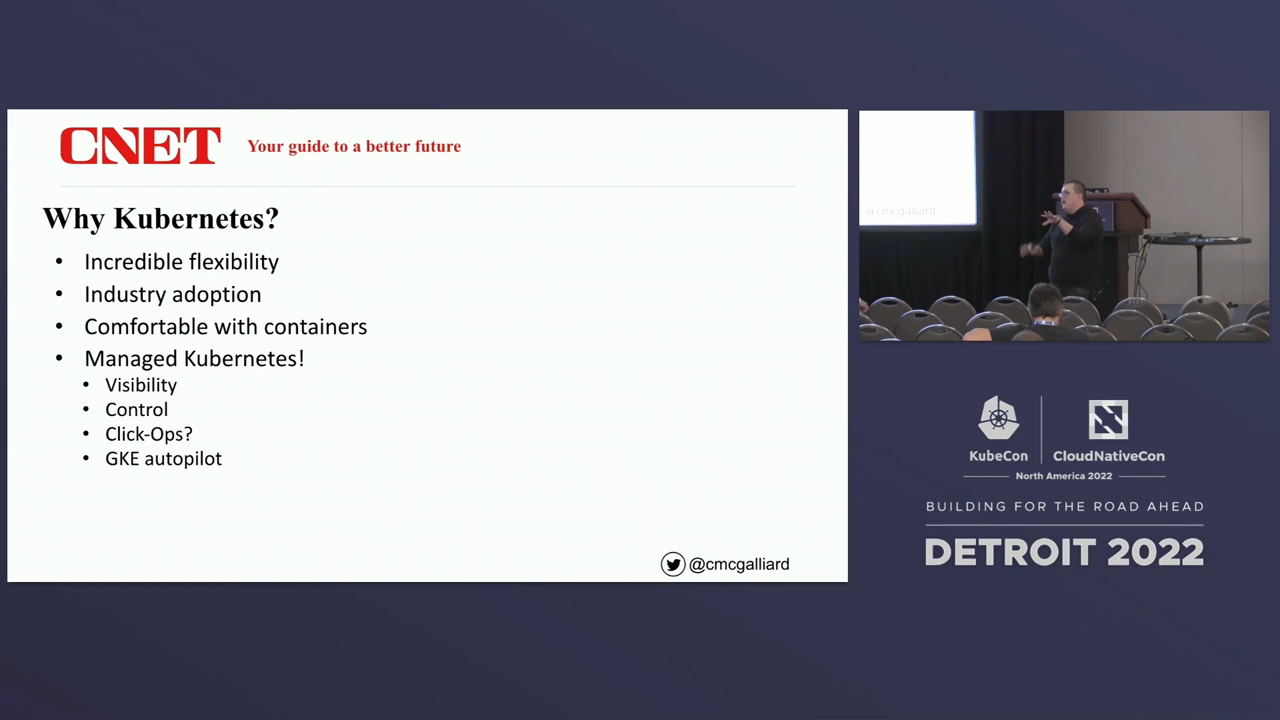 CNET Your guide to a better future
Why Kubernetes?
• Incredible flexibility
• Industry adoption
• Comfortable with containers
• Managed Kubernetes!
• Visibility
• Control
• Click-Ops?
• GKE autopilot
@cmcgalliard
@cmcgalliard
KubeCon CloudNativeCon
North America 2022
BUILDING FOR THE ROAD AHEAD
DETROIT 2022